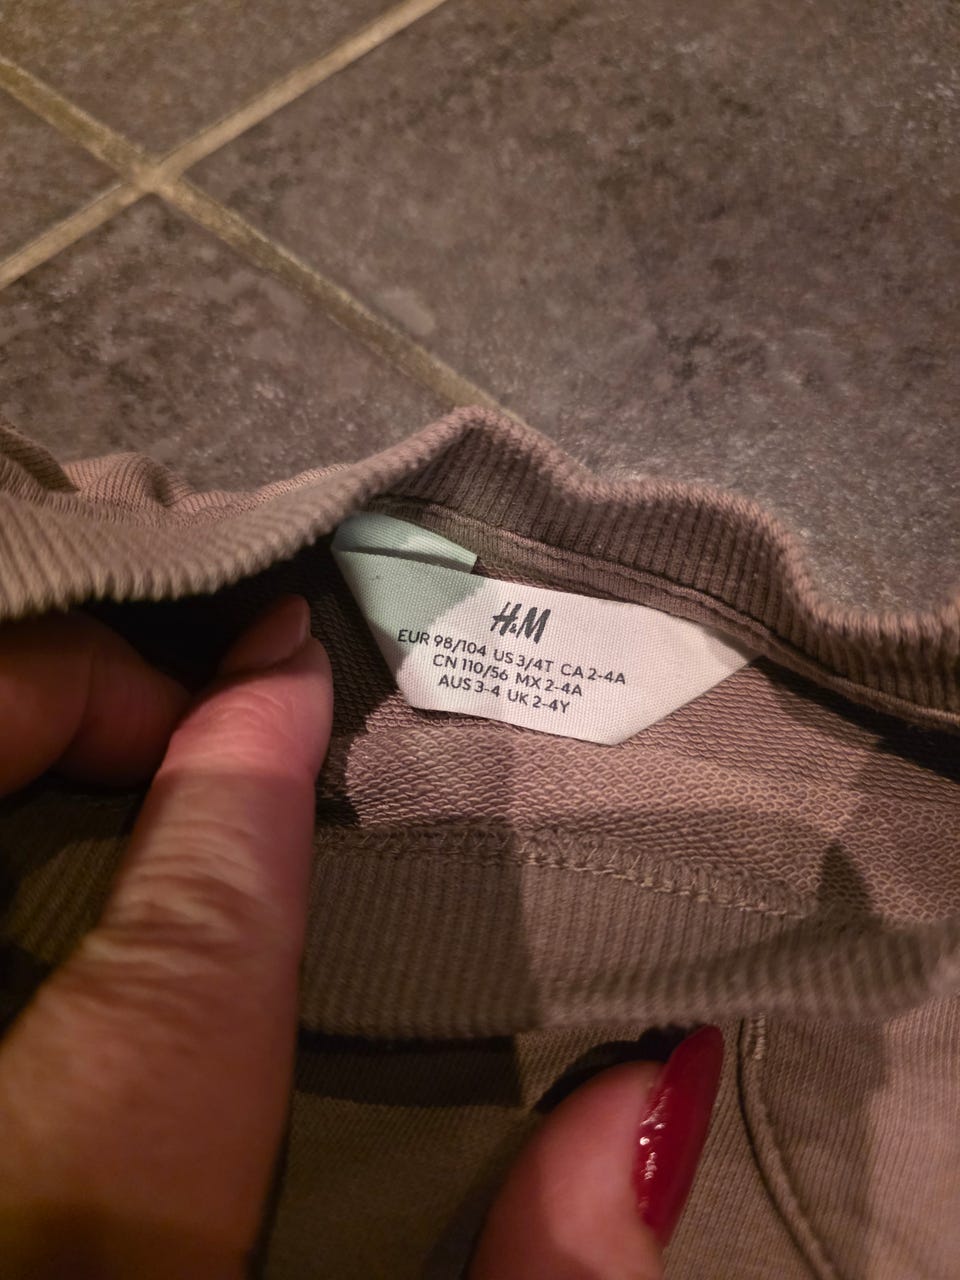 H&M
EUR 98/104 US 3/4T CA 2-4A
CN 110/56 MX 2-4A
AUS 3-4 UK 2-4Y